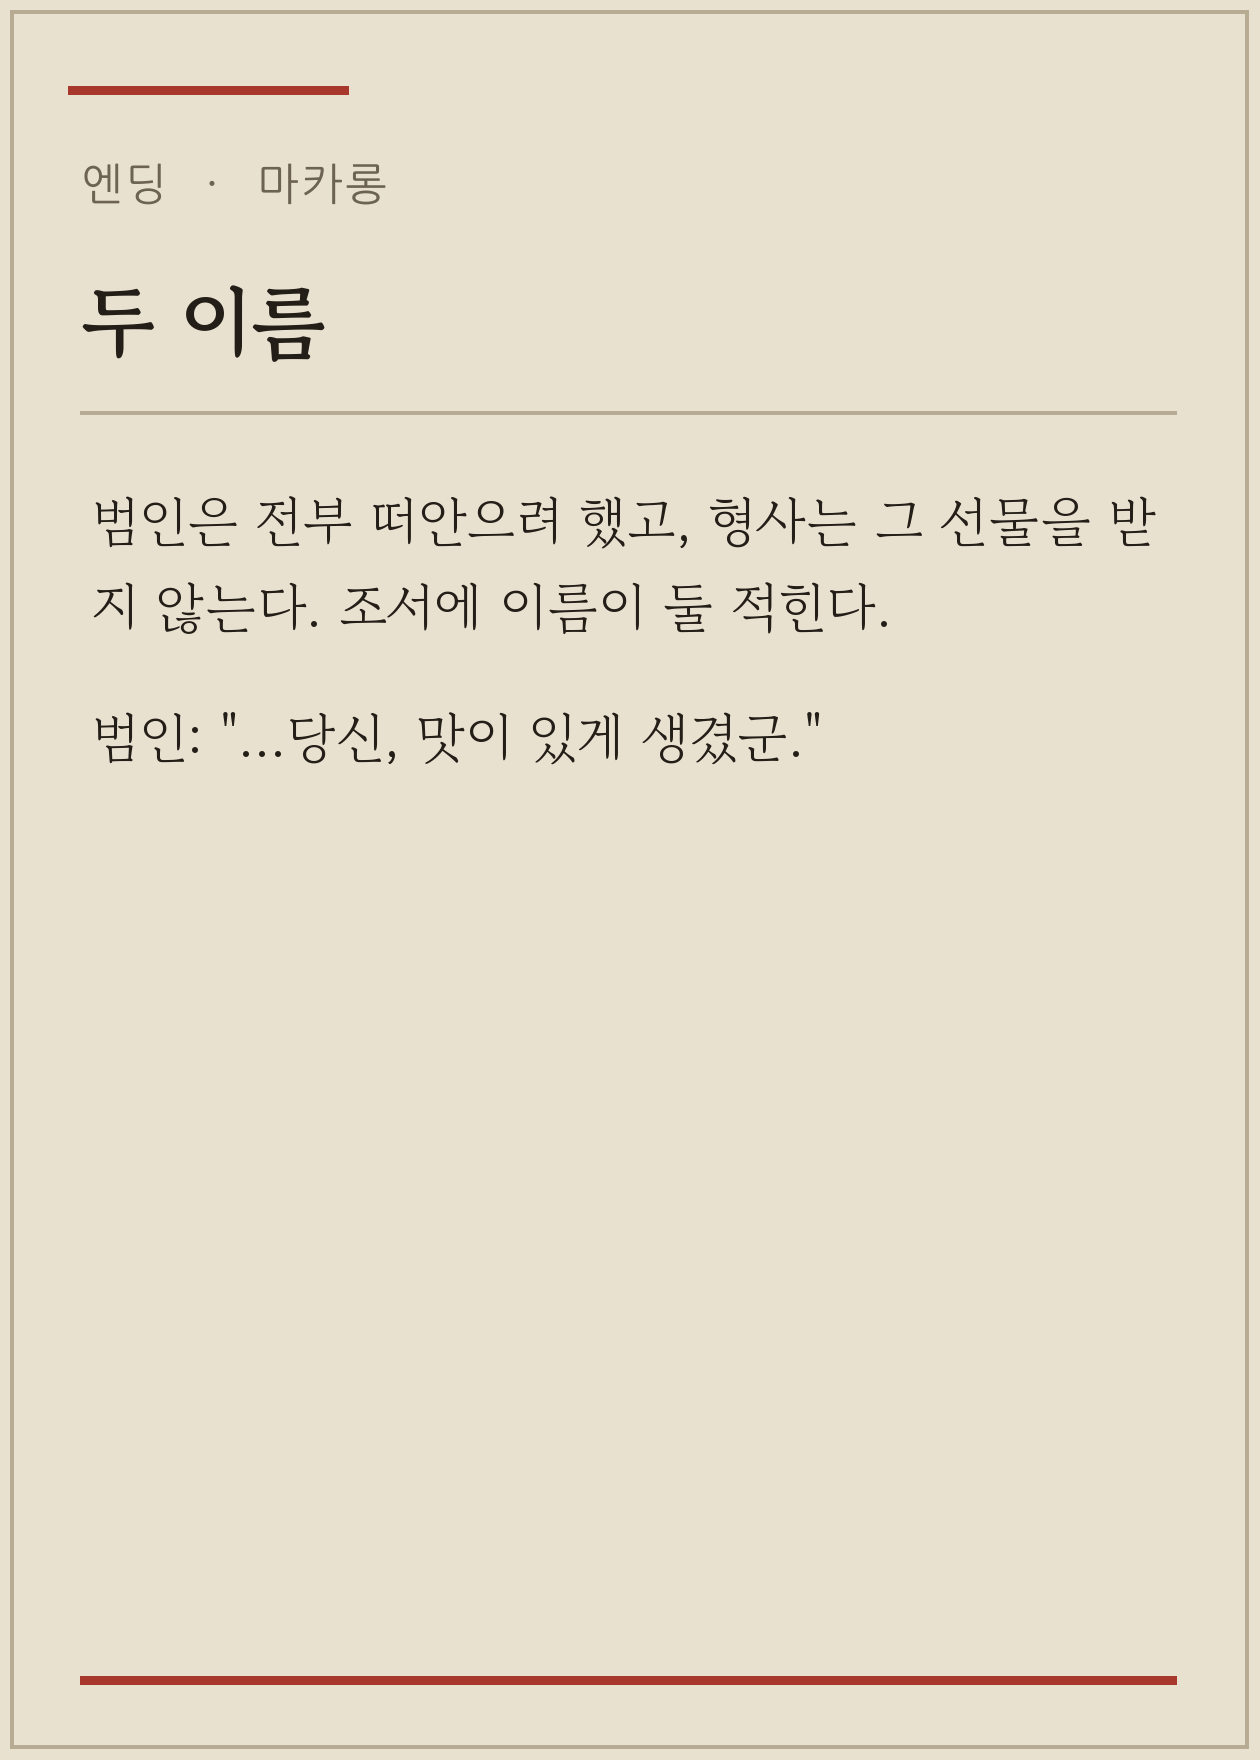 엔딩 · 마카롱
두 이름
범인은 전부 떠안으려 했고, 형사는 그 선물을 받
지 않는다. 조서에 이름이 둘 적힌다.
범인: "...당신, 맛이 있게 생겼군."